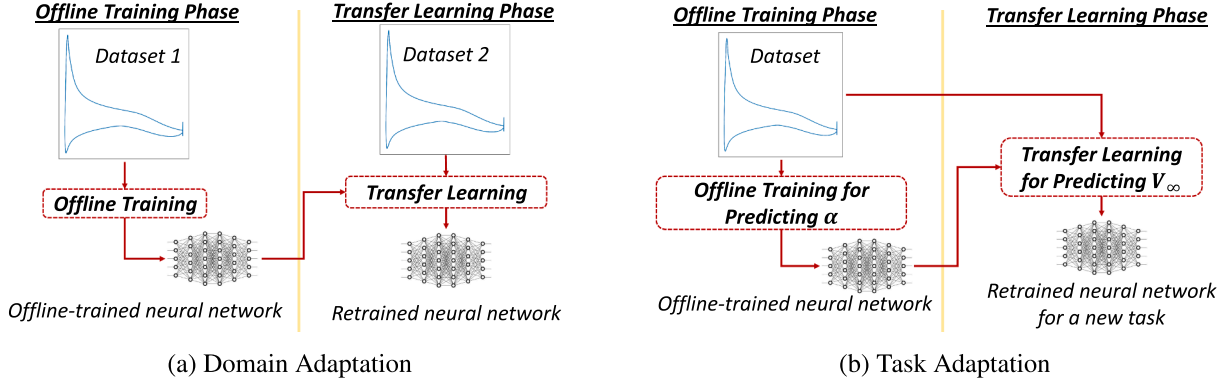 Offline Training Phase
Transfer Learning Phase
Dataset 1
Dataset 2
Offline Training
Transfer Learning
Offline-trained neural network
Retrained neural network
(a) Domain Adaptation
Offline Training Phase
Transfer Learning Phase
Dataset
Offline Training for
Predicting α
Transfer Learning
for Predicting V∞
Offline-trained neural network
Retrained neural network
for a new task
(b) Task Adaptation